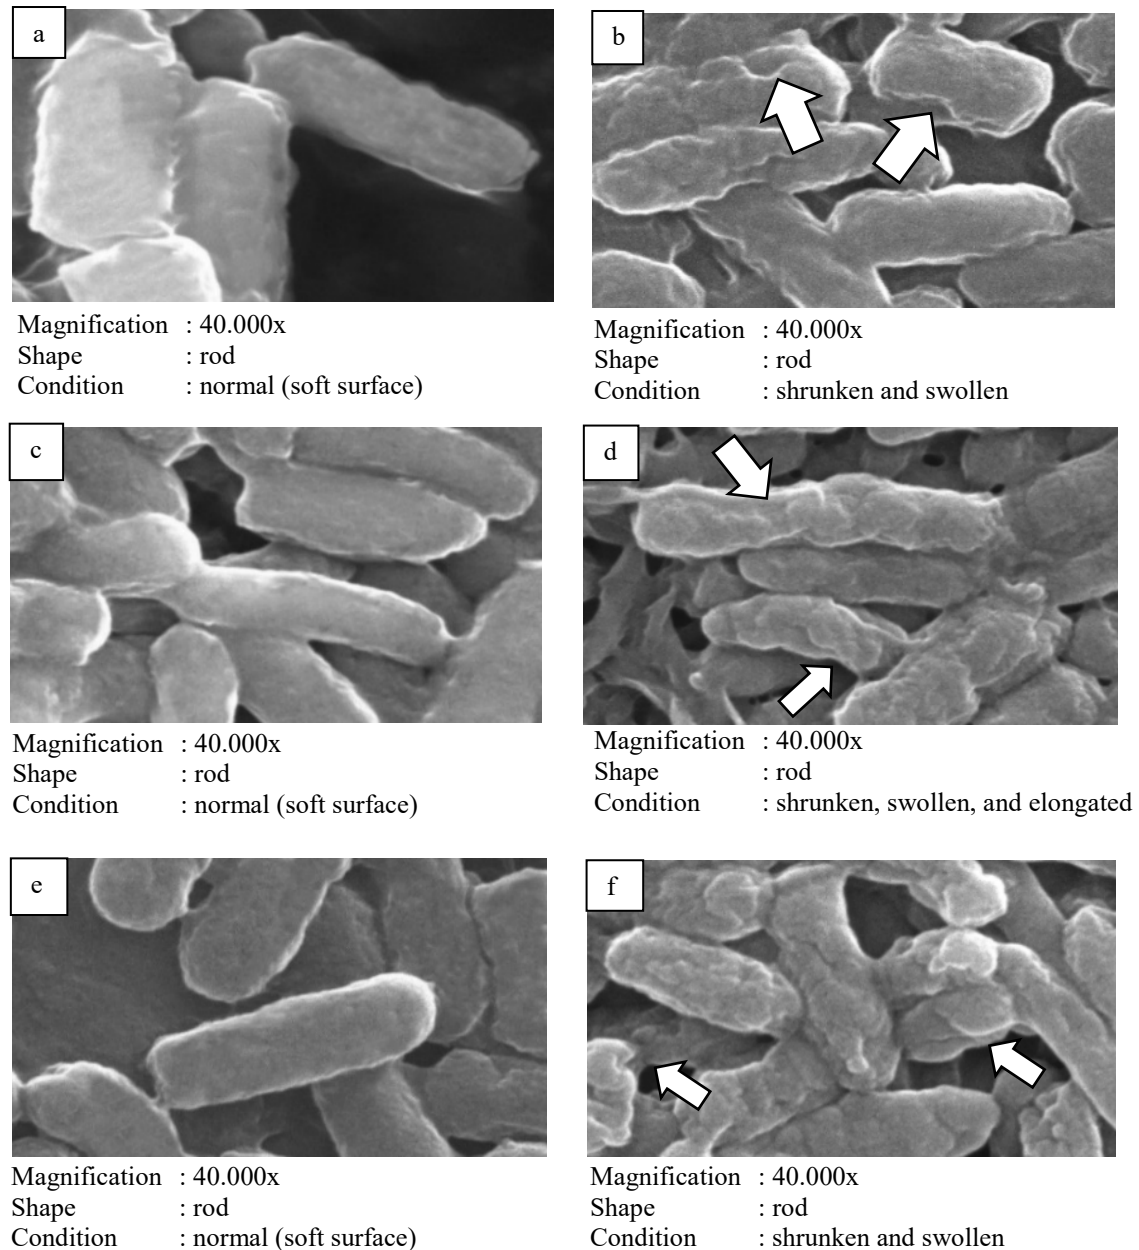 a
b
Magnification : 40.000x
Shape : rod
Condition : normal (soft surface)
Magnification : 40.000x
Shape : rod
Condition : shrunken and swollen
c
d
Magnification : 40.000x
Shape : rod
Condition : normal (soft surface)
Magnification : 40.000x
Shape : rod
Condition : shrunken, swollen, and elongated
e
f
Magnification : 40.000x
Shape : rod
Condition : normal (soft surface)
Magnification : 40.000x
Shape : rod
Condition : shrunken and swollen